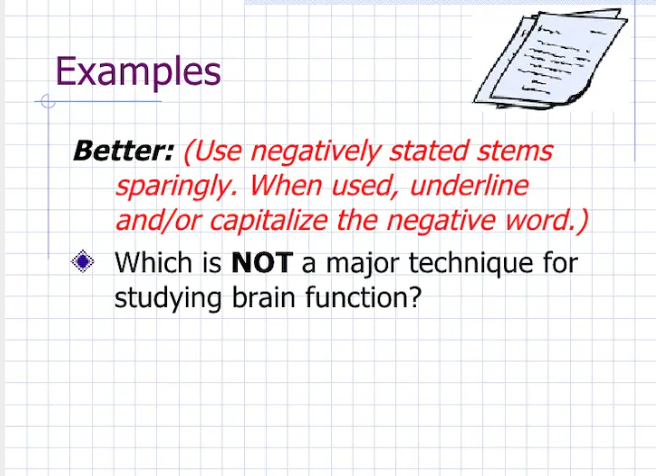 Examples
Better: (Use negatively stated stems
sparingly. When used, underline
and/or capitalize the negative word.)
Which is NOT a major technique for
studying brain function?